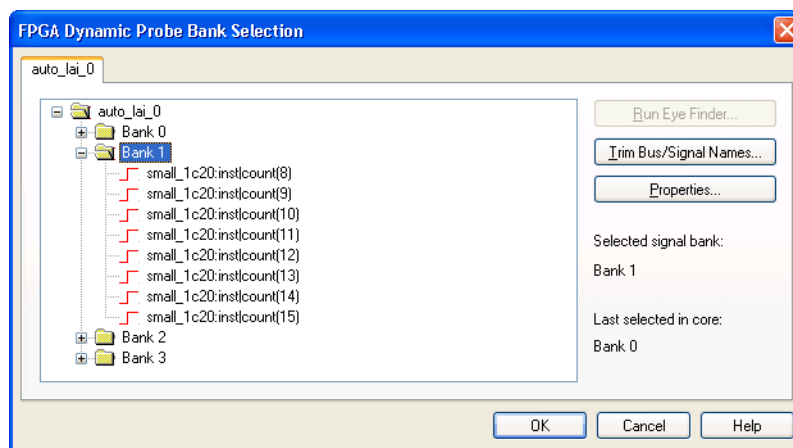 FPGA Dynamic Probe Bank Selection
auto_lai_0
auto_lai_0
Bank 0
Bank 1
small_1c20:inst|count(8)
small_1c20:inst|count(9)
small_1c20:inst|count(10)
small_1c20:inst|count(11)
small_1c20:inst|count(12)
small_1c20:inst|count(13)
small_1c20:inst|count(14)
small_1c20:inst|count(15)
Bank 2
Bank 3
Run Eye Finder...
Trim Bus/Signal Names...
Properties...
Selected signal bank:
Bank 1
Last selected in core:
Bank 0
OK Cancel Help